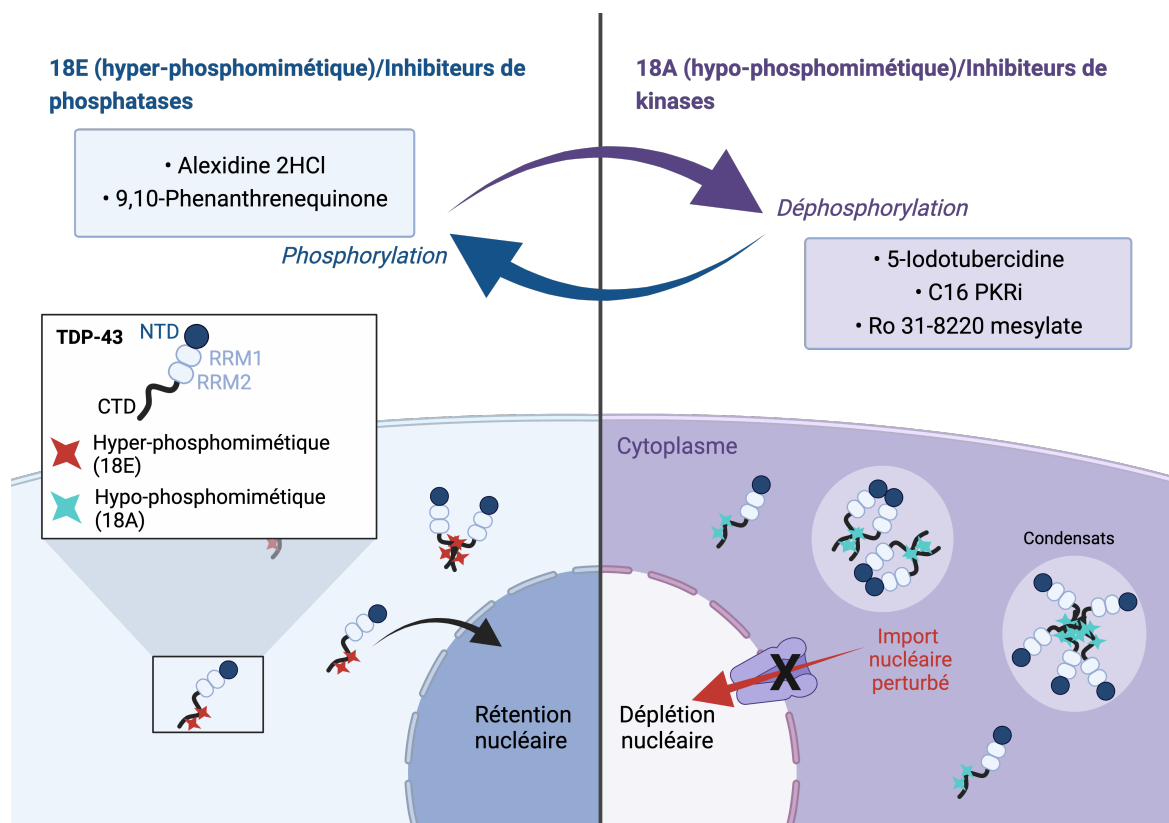 18E (hyper-phosphomimétique)/Inhibiteurs de
phosphatases
• Alexidine 2HCl
• 9,10-Phenanthrenequinone
Phosphorylation
18A (hypo-phosphomimétique)/Inhibiteurs de
kinases
Déphosphorylation
• 5-Iodotubercidine
• C16 PKRi
• Ro 31-8220 mesylate
TDP-43
NTD
RRM1
RRM2
CTD
Hyper-phosphomimétique
(18E)
Hypo-phosphomimétique
(18A)
Cytoplasme
Condensats
Import
nucléaire
perturbé
X
Rétention
nucléaire
Déplétion
nucléaire